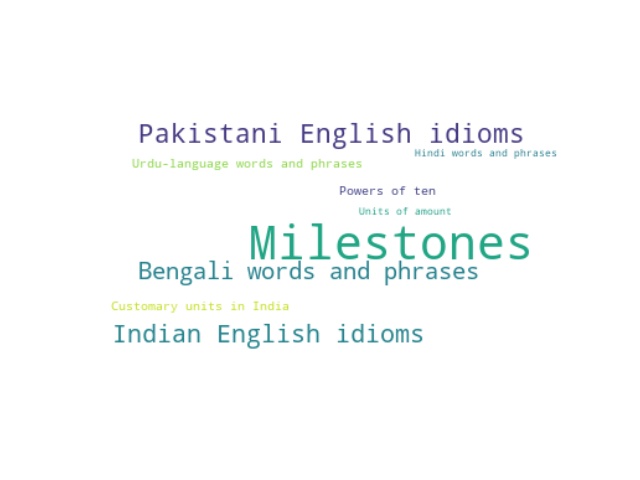 Pakistani English idioms
Hindi words and phrases
Urdu-language words and phrases
Powers of ten
Units of amount
Milestones
Bengali words and phrases
Customary units in India
Indian English idioms